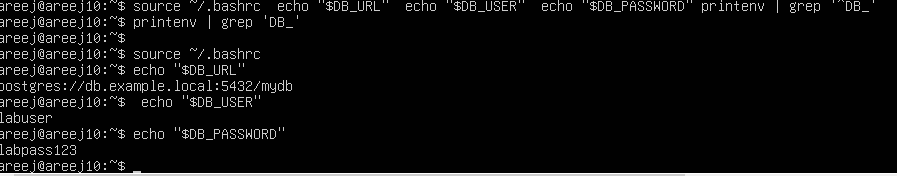 areej@areej10:~$ source ~/.bashrc  echo "$DB_URL"  echo "$DB_USER"  echo "$DB_PASSWORD" printenv | grep '^DB_'
areej@areej10:~$ printenv | grep 'DB_'
areej@areej10:~$
areej@areej10:~$ source ~/.bashrc
areej@areej10:~$ echo "$DB_URL"
postgres://db.example.local:5432/mydb
areej@areej10:~$  echo "$DB_USER"
labuser
areej@areej10:~$ echo "$DB_PASSWORD"
labpass123
areej@areej10:~$ _